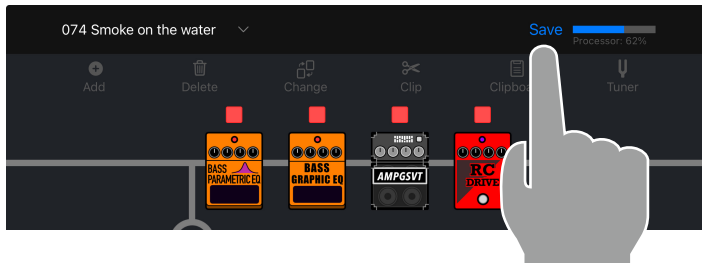 074 Smoke on the water
Save
Processor: 62%
Add
Delete
Change
Clip
Tuner
BASS
PARAMETRIC EQ
BASS
GRAPHIC EQ
AMPGSVT
RC
DRIVE